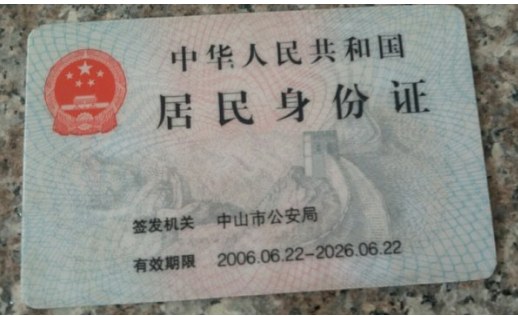 中华人民共和国
居民身份证
签发机关 中山市公安局
有效期限 2006.06.22-2026.06.22